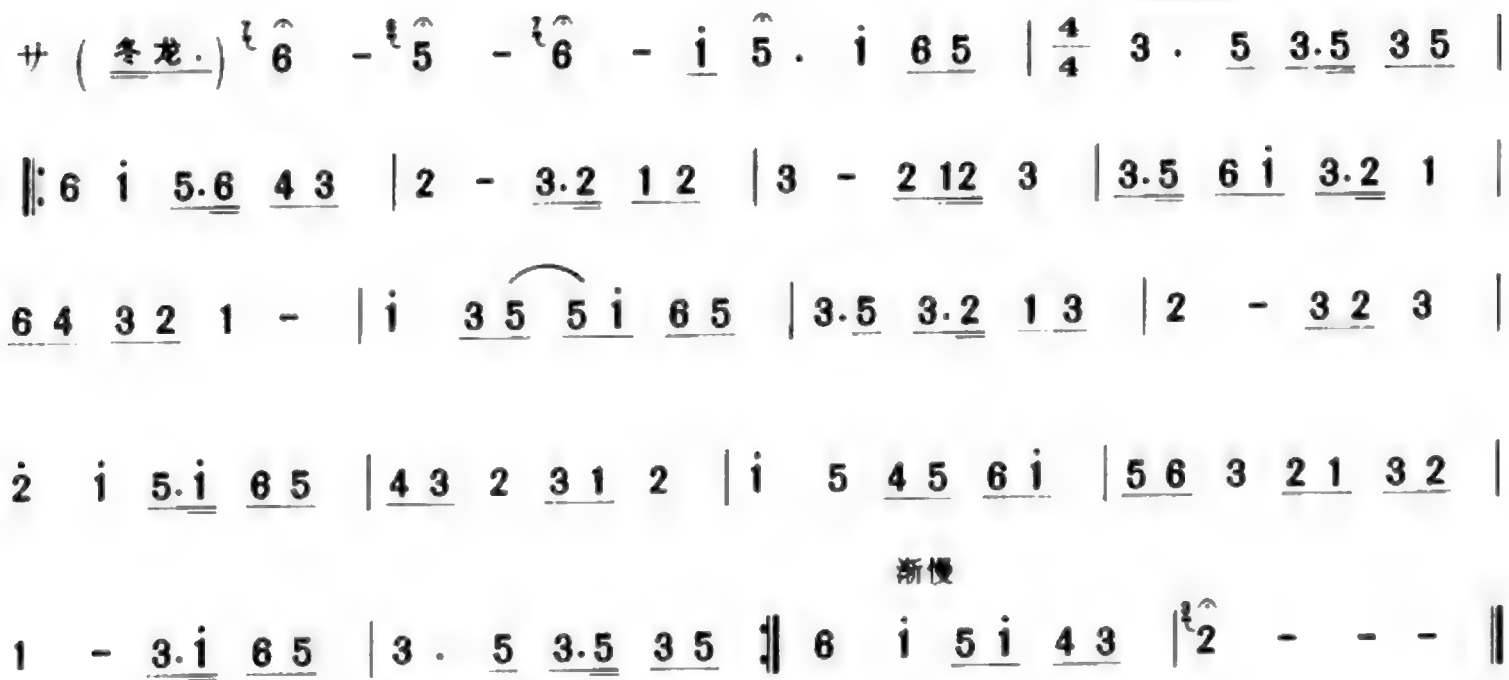 サ ( 冬龙. ) 6 - 5 - 6 - i 5 . i 6 5 | 4/4 3 . 5 3.5 3 5 |
‖: 6 i 5.6 4 3 | 2 - 3.2 1 2 | 3 - 2 12 3 | 3.5 6 i 3.2 1 |
6 4 3 2 1 - | i 3 5 5 i 6 5 | 3.5 3.2 1 3 | 2 - 3 2 3 |
2̇ i 5.i 6 5 | 4 3 2 3 1 2 | i 5 4 5 6 i | 5 6 3 2 1 3 2 |
渐慢
1 - 3.i 6 5 | 3 . 5 3.5 3 5 :‖ 6 i 5 i 4 3 | 2 - - - ‖